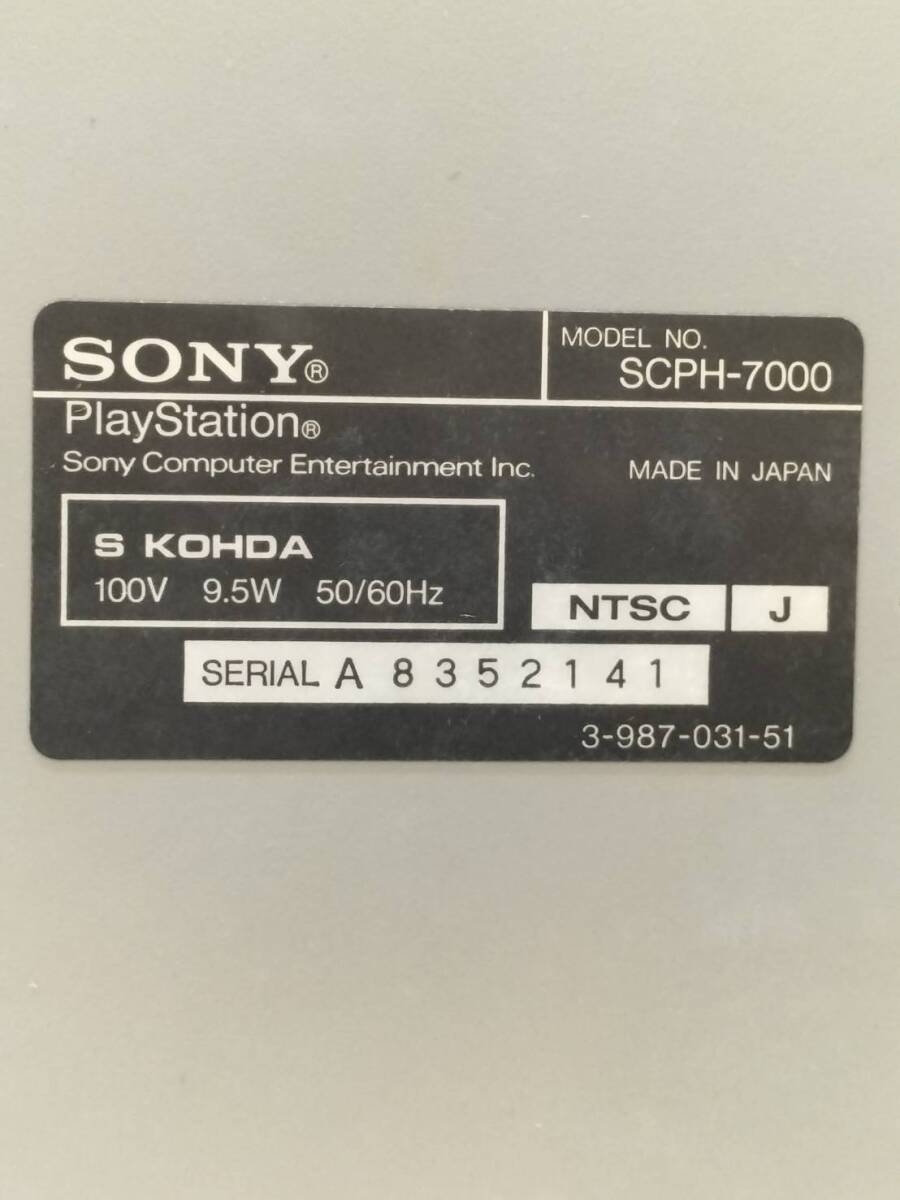 SONY®
MODEL NO.
SCPH-7000
PlayStation®
Sony Computer Entertainment Inc.
MADE IN JAPAN
S KOHDA
100V 9.5W 50/60Hz
NTSC J
SERIAL A 8352141
3-987-031-51